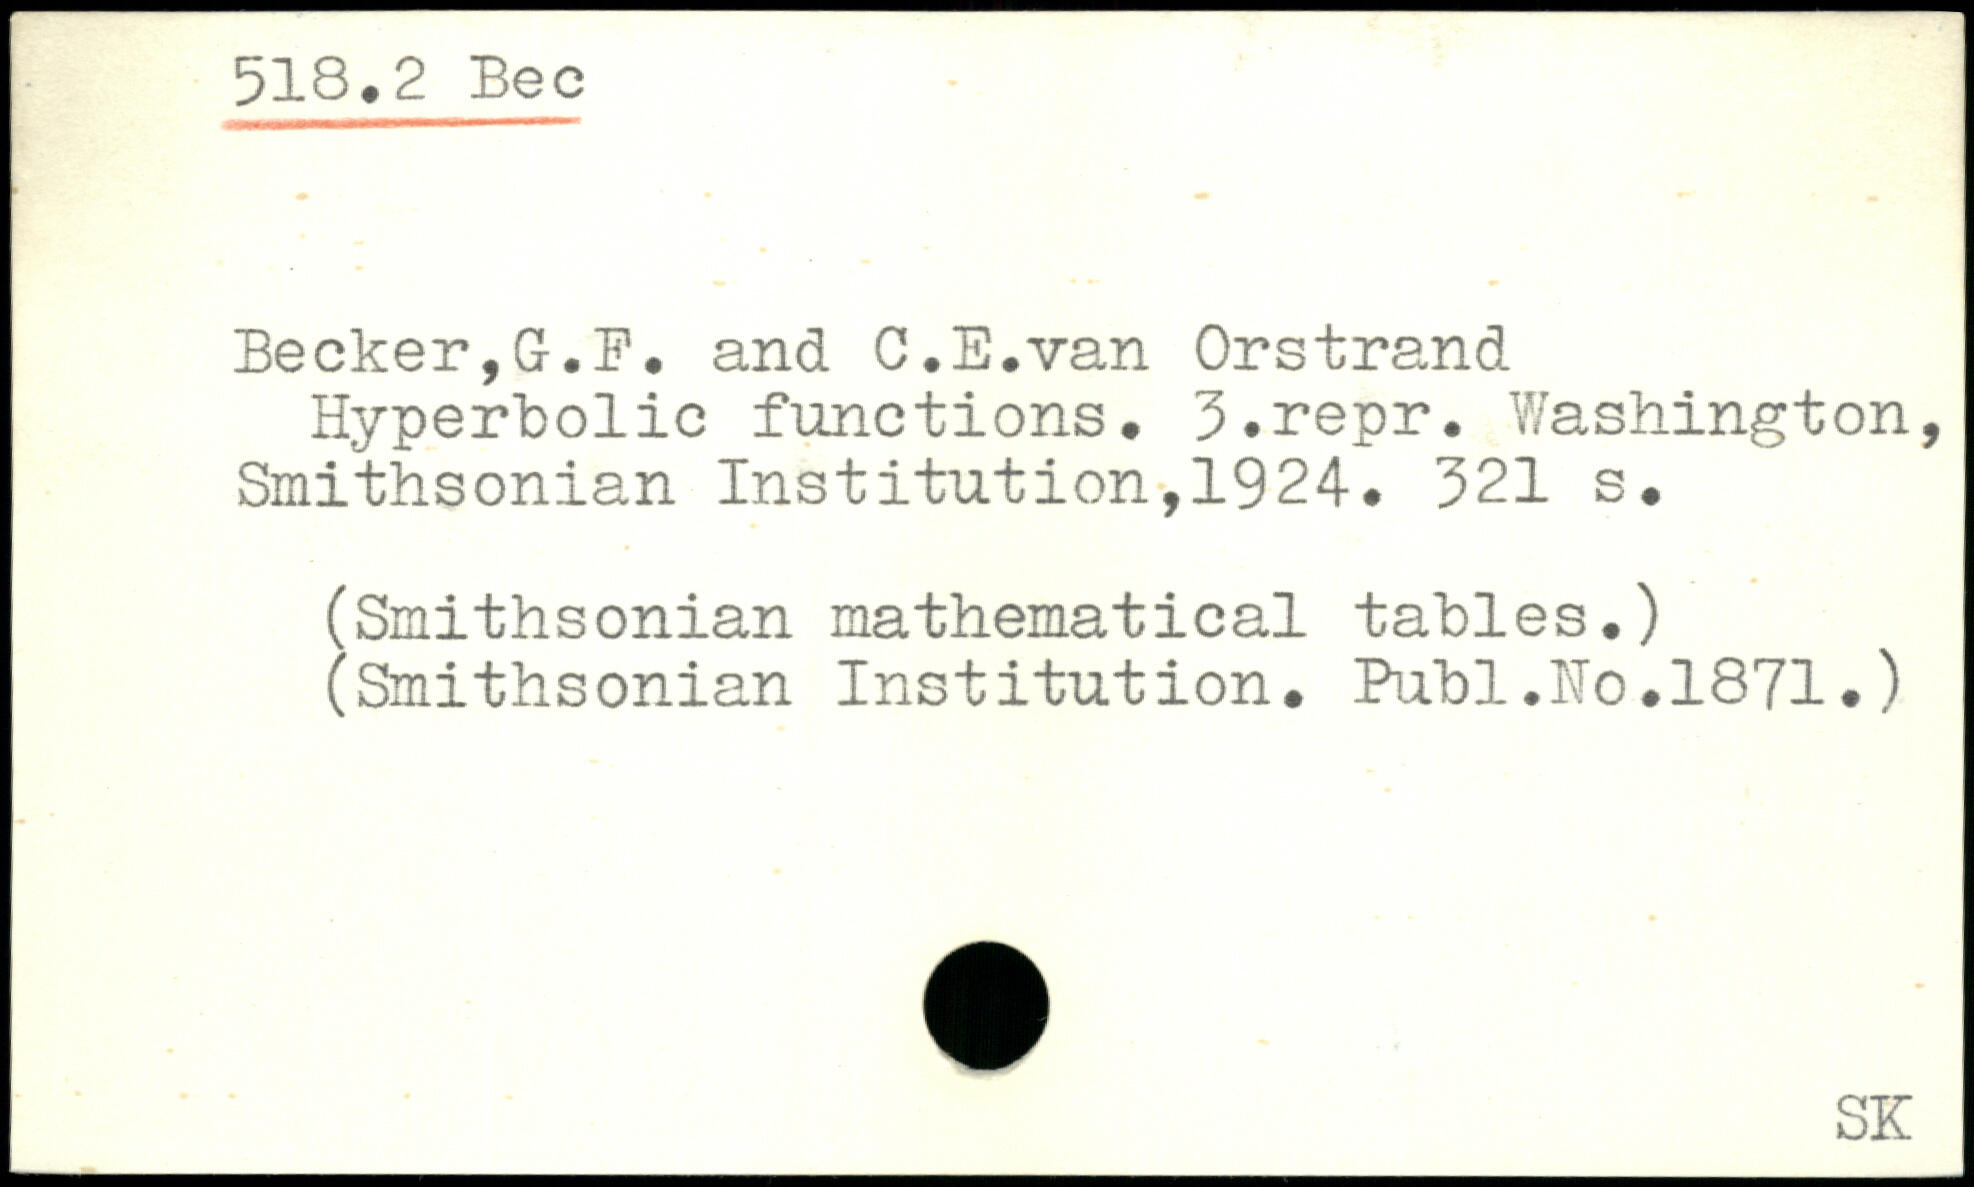 518.2 Bec
Becker,G.F. and C.E.van Orstrand
Hyperbolic functions. 3.repr. Washington,
Smithsonian Institution,1924. 321 s.
(Smithsonian mathematical tables.)
(Smithsonian Institution. Publ.No.1871.)
SK